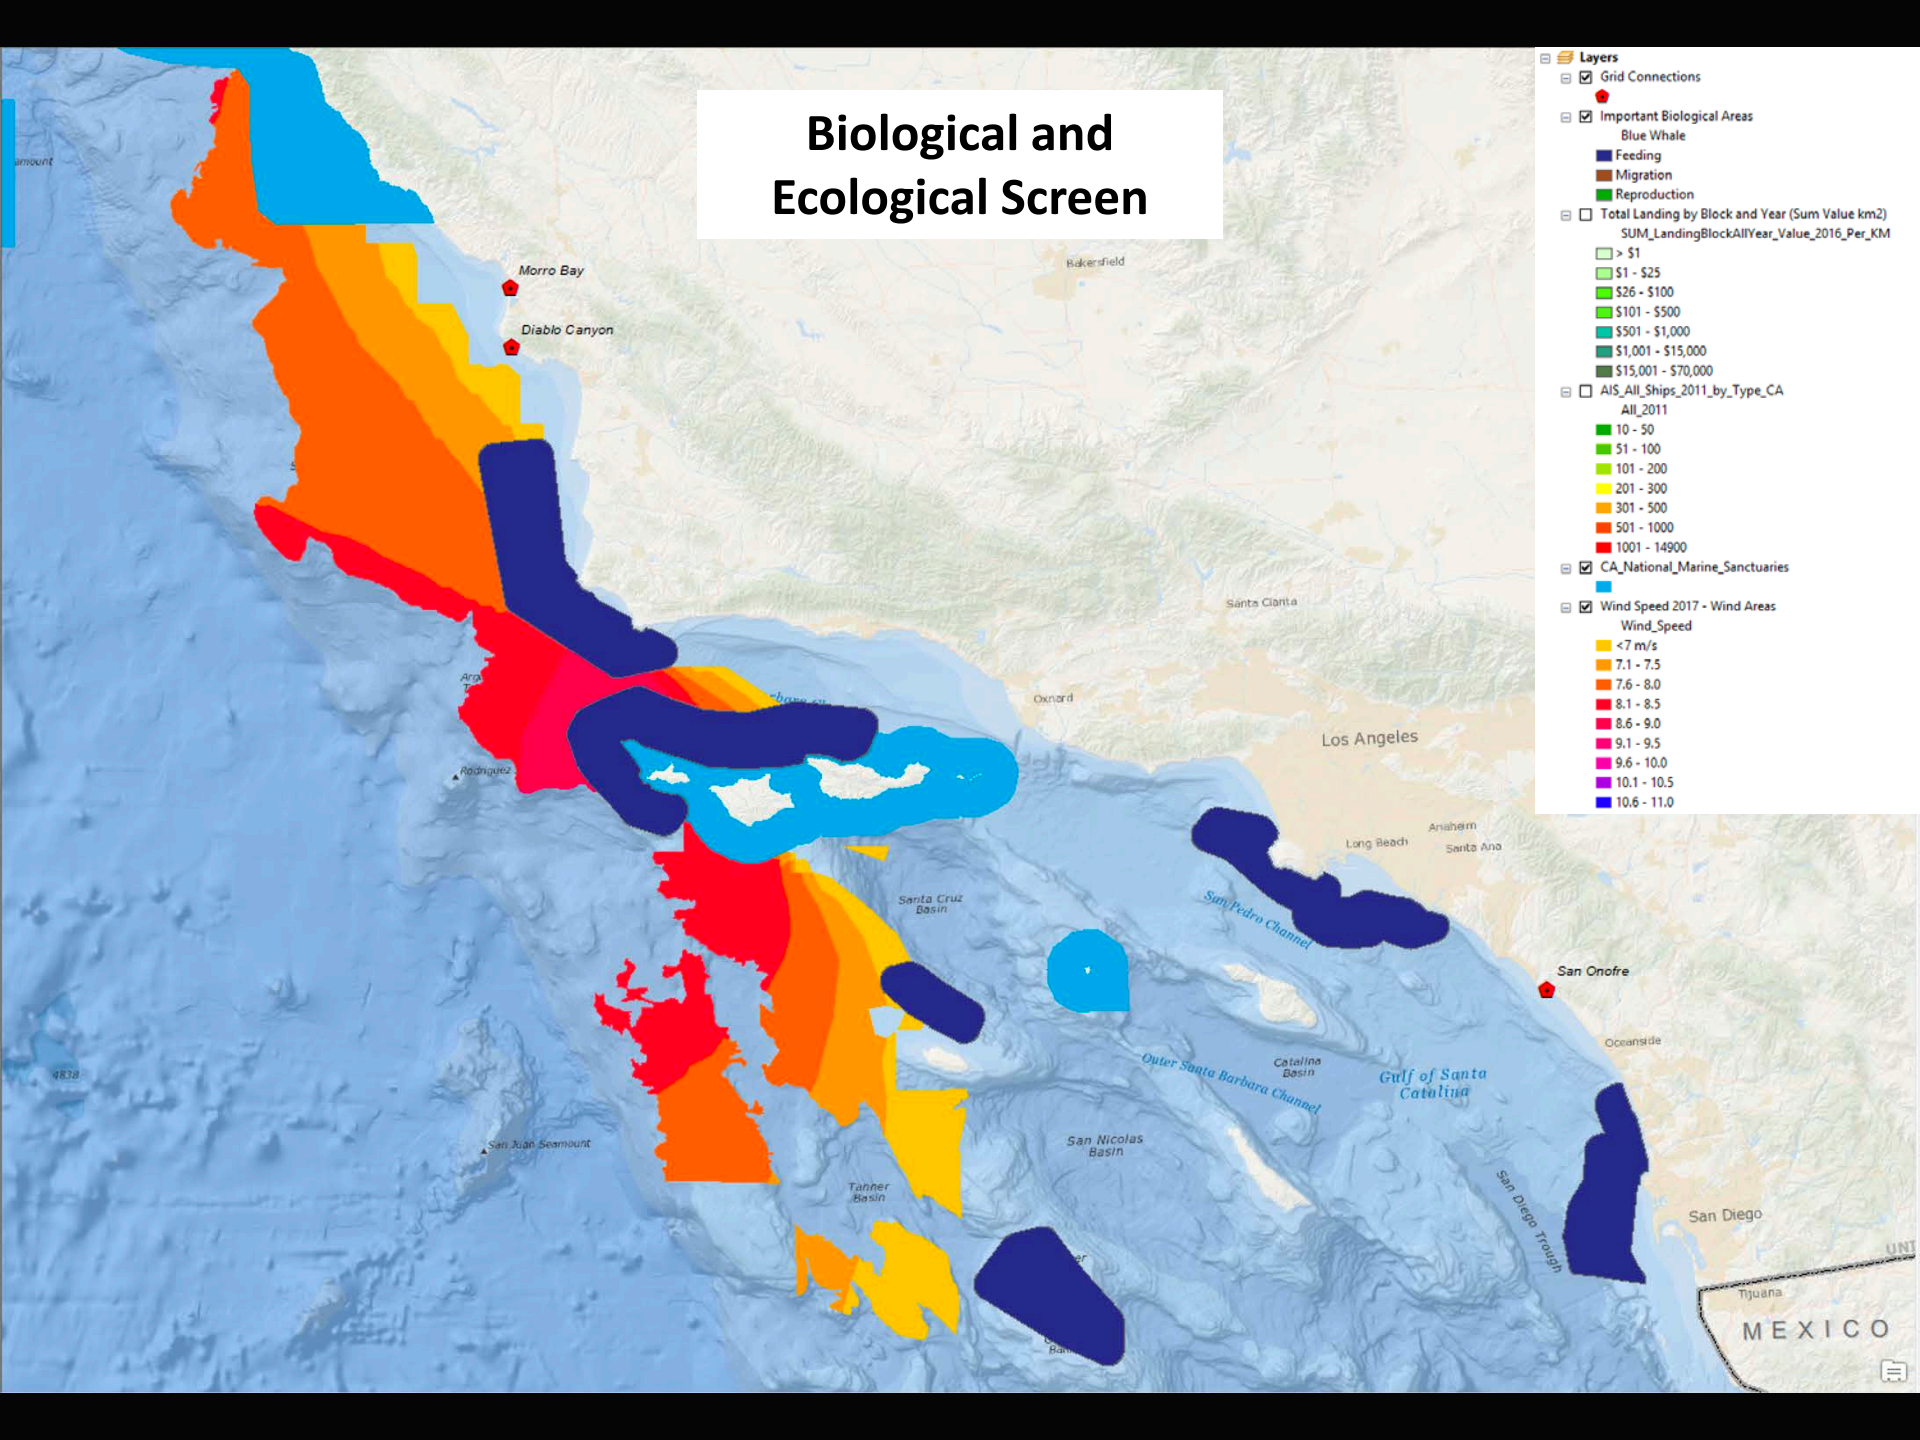 Biological and
Ecological Screen
Layers
Grid Connections
Important Biological Areas
Blue Whale
Feeding
Migration
Reproduction
Total Landing by Block and Year (Sum Value km2)
SUM_LandingBlockAllYear_Value_2016_Per_KM
> $1
$1 - $25
$26 - $100
$101 - $500
$501 - $1,000
$1,001 - $15,000
$15,001 - $70,000
AIS_All_Ships_2011_by_Type_CA
All_2011
10 - 50
51 - 100
101 - 200
201 - 300
301 - 500
501 - 1000
1001 - 14900
CA_National_Marine_Sanctuaries
Wind Speed 2017 - Wind Areas
Wind_Speed
<7 m/s
7.1 - 7.5
7.6 - 8.0
8.1 - 8.5
8.6 - 9.0
9.1 - 9.5
9.6 - 10.0
10.1 - 10.5
10.6 - 11.0
amount
Morro Bay
Bakersfield
Diablo Canyon
Santa Clarita
Oxnard
Los Angeles
Rodriguez
Anaheim
Long Beach
Santa Ana
Santa Cruz
Basin
San Pedro Channel
San Onofre
Oceanside
Outer Santa Barbara Channel
Catalina
Basin
Gulf of Santa
Catalina
4838
San Juan Seamount
San Nicolas
Basin
Tanner
Basin
San Diego Trough
San Diego
UNI
Tijuana
MEXICO